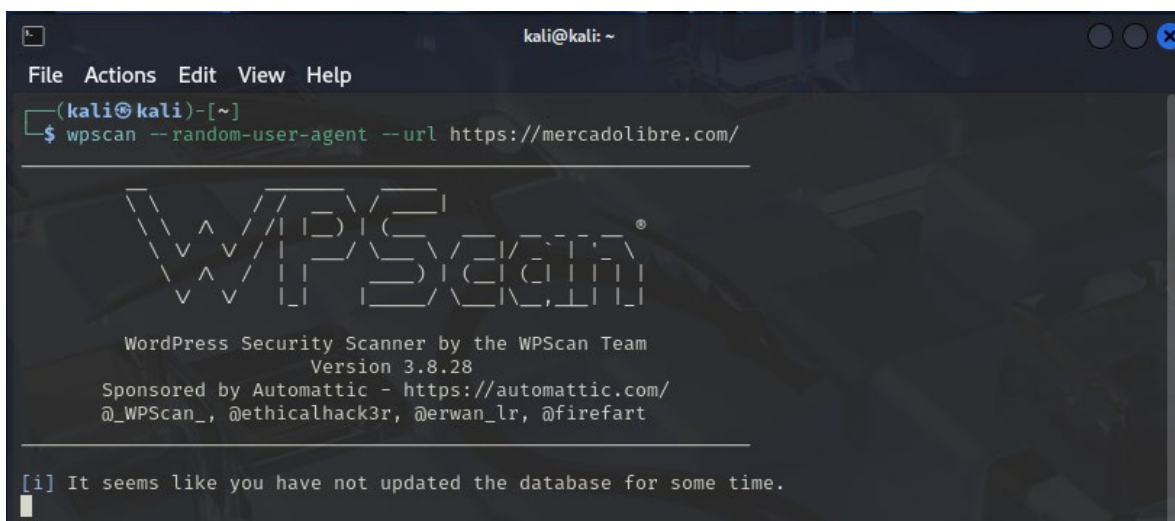 kali@kali: ~
File Actions Edit View Help
(kali㉿kali)-[~]
$ wpscan --random-user-agent --url https://mercadolibre.com/
WPScan ®
WordPress Security Scanner by the WPScan Team
Version 3.8.28
Sponsored by Automattic - https://automattic.com/
@_WPScan_, @ethicalhack3r, @erwan_lr, @firefart
[i] It seems like you have not updated the database for some time.